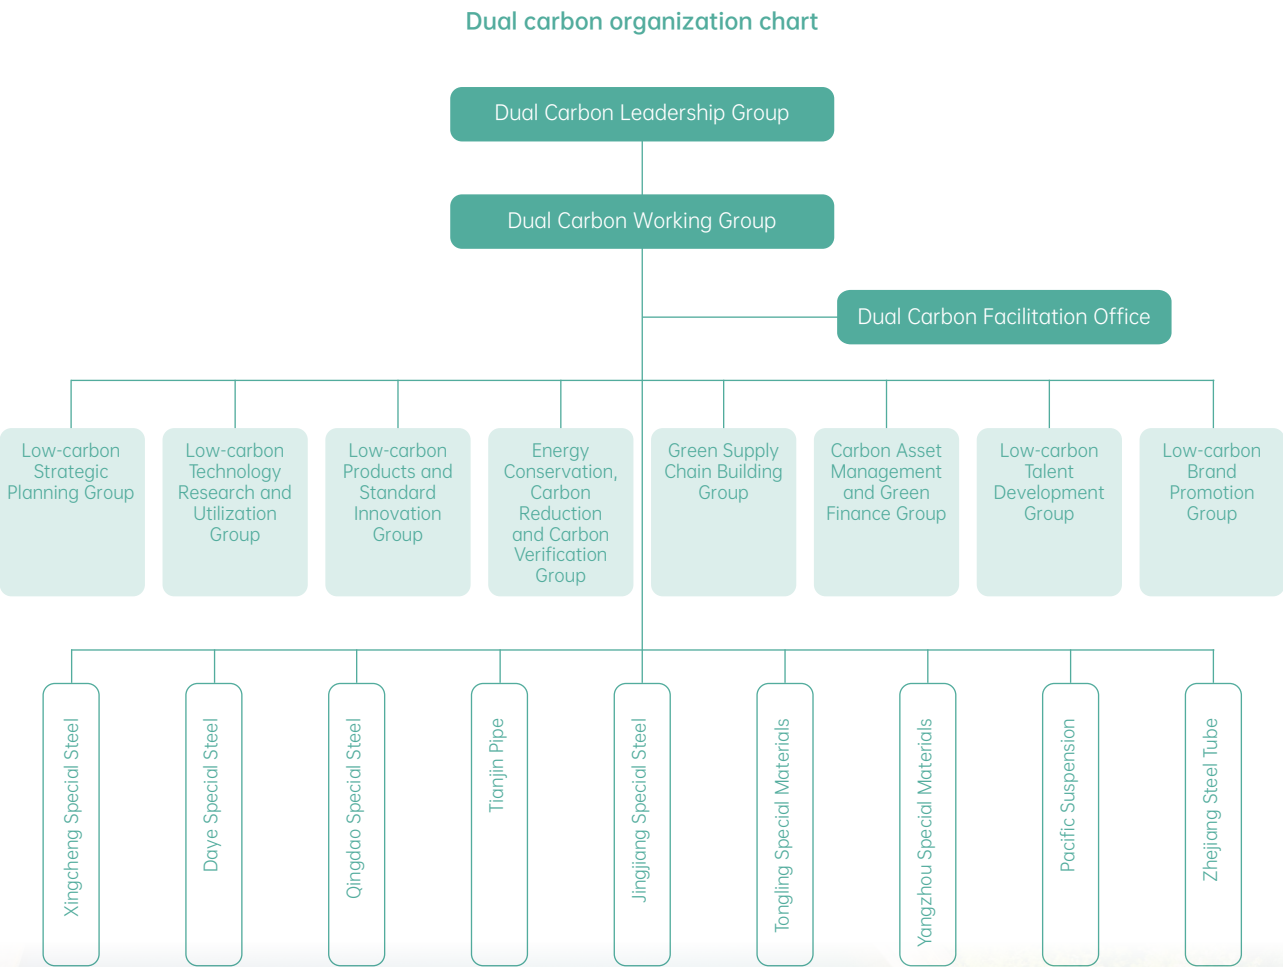 Dual carbon organization chart
Dual Carbon Leadership Group
Dual Carbon Working Group
Dual Carbon Facilitation Office
Low-carbon
Strategic
Planning Group
Low-carbon
Technology
Research and
Utilization
Group
Low-carbon
Products and
Standard
Innovation
Group
Energy
Conservation,
Carbon
Reduction
and Carbon
Verification
Group
Green Supply
Chain Building
Group
Carbon Asset
Management
and Green
Finance Group
Low-carbon
Talent
Development
Group
Low-carbon
Brand
Promotion
Group
Xingcheng Special Steel
Daye Special Steel
Qingdao Special Steel
Tianjin Pipe
Jingjiang Special Steel
Tongling Special Materials
Yangzhou Special Materials
Pacific Suspension
Zhejiang Steel Tube